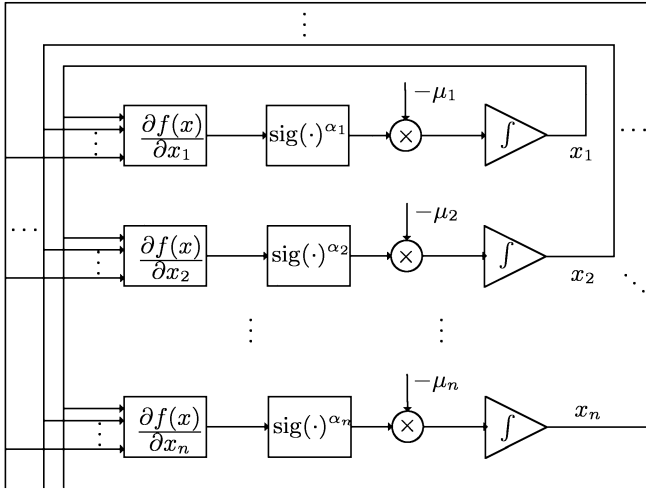 ⋮
−μ₁
∂f(x)/∂x₁ sig(·)^α₁ × ∫ x₁ ⋯
⋮
⋯
−μ₂
∂f(x)/∂x₂ sig(·)^α₂ × ∫ x₂
⋮
⋱
⋮ ⋮
−μₙ
∂f(x)/∂xₙ sig(·)^αₙ × ∫ xₙ
⋮